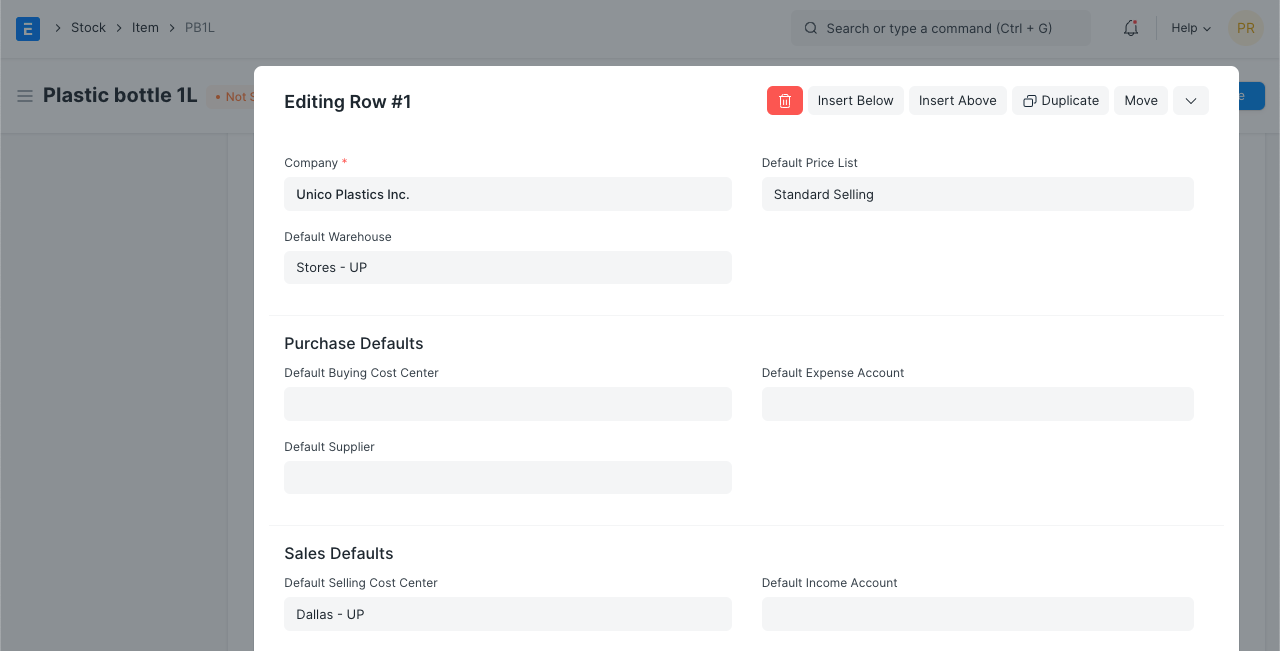 E
Stock
Item
PB1L
Search or type a command (Ctrl + G)
Help
PR
Plastic bottle 1L
• Not S
e
Editing Row #1
Insert Below
Insert Above
Duplicate
Move
Company *
Unico Plastics Inc.
Default Price List
Standard Selling
Default Warehouse
Stores - UP
Purchase Defaults
Default Buying Cost Center
Default Expense Account
Default Supplier
Sales Defaults
Default Selling Cost Center
Dallas - UP
Default Income Account